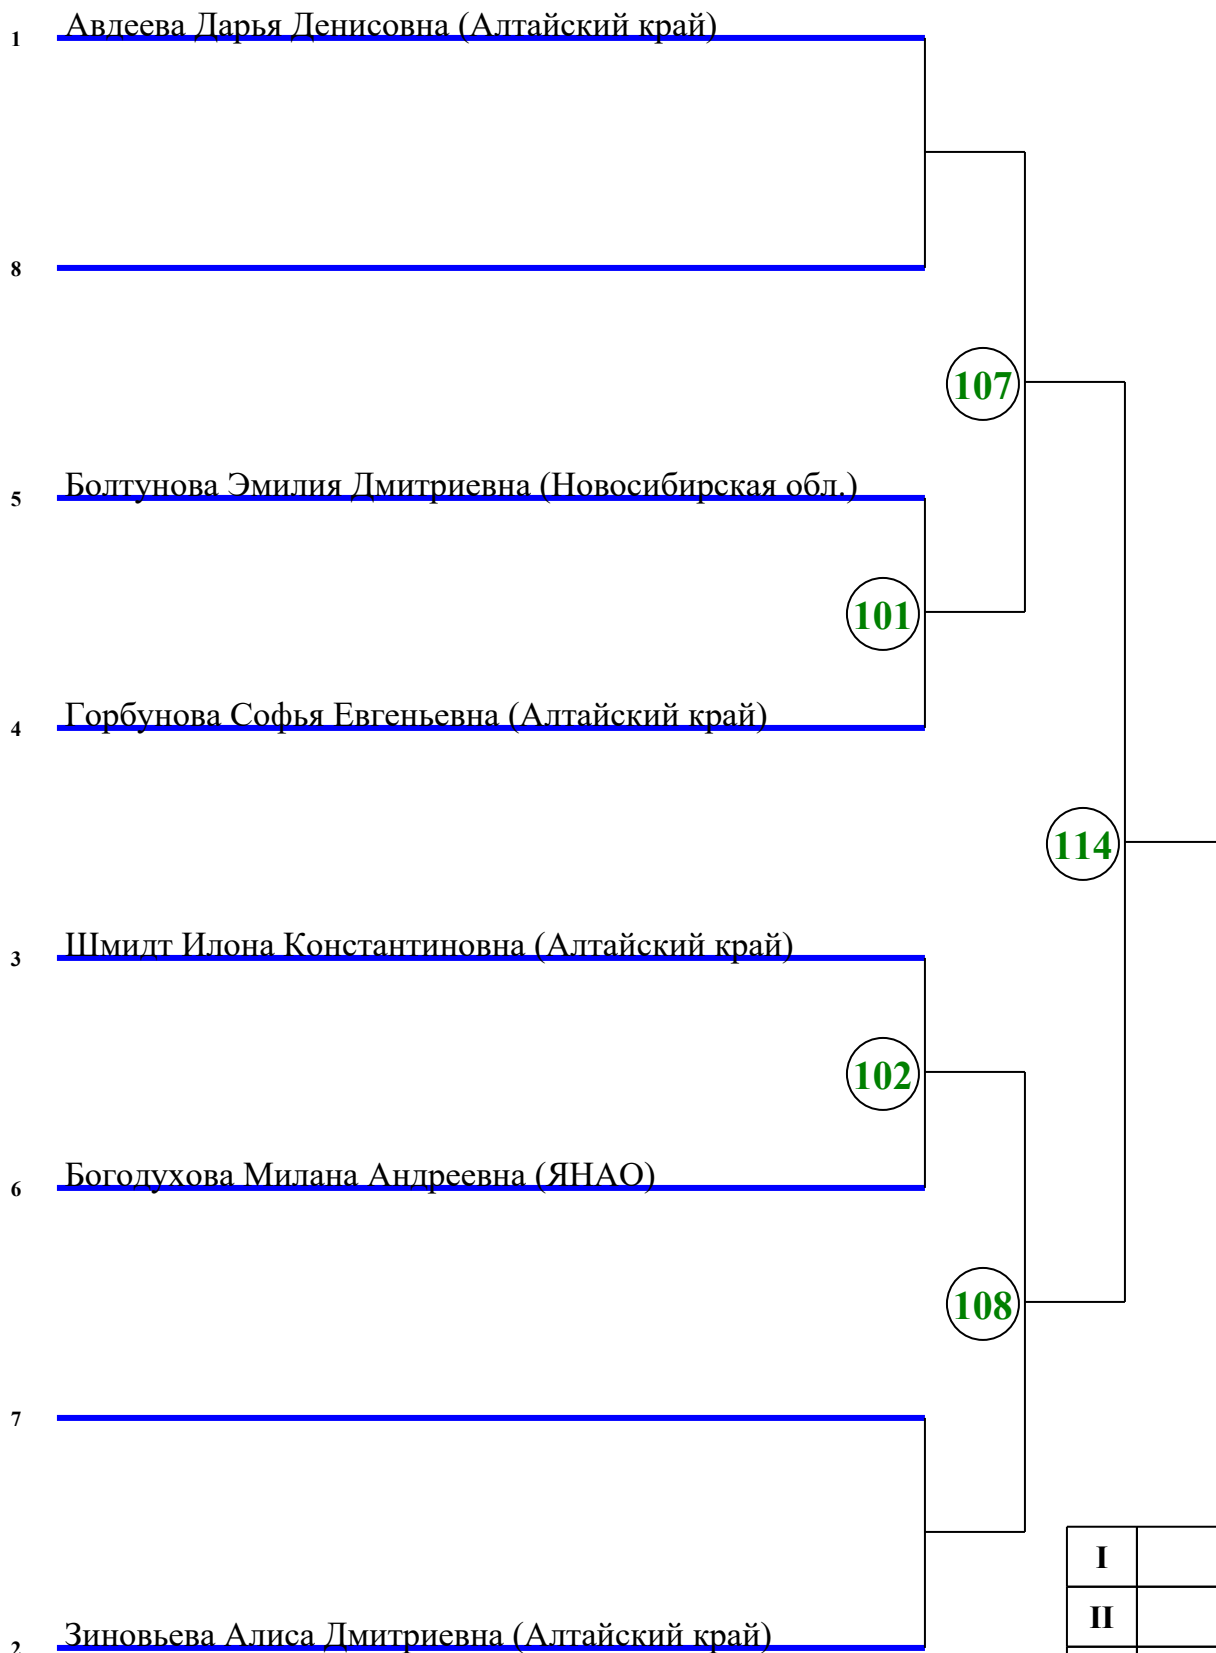 1 Авдеева Дарья Денисовна (Алтайский край)
8
107
5 Болтунова Эмилия Дмитриевна (Новосибирская обл.)
101
4 Горбунова Софья Евгеньевна (Алтайский край)
114
3 Шмидт Илона Константиновна (Алтайский край)
102
6 Богодухова Милана Андреевна (ЯНАО)
108
7
I
II
2 Зиновьева Алиса Дмитриевна (Алтайский край)